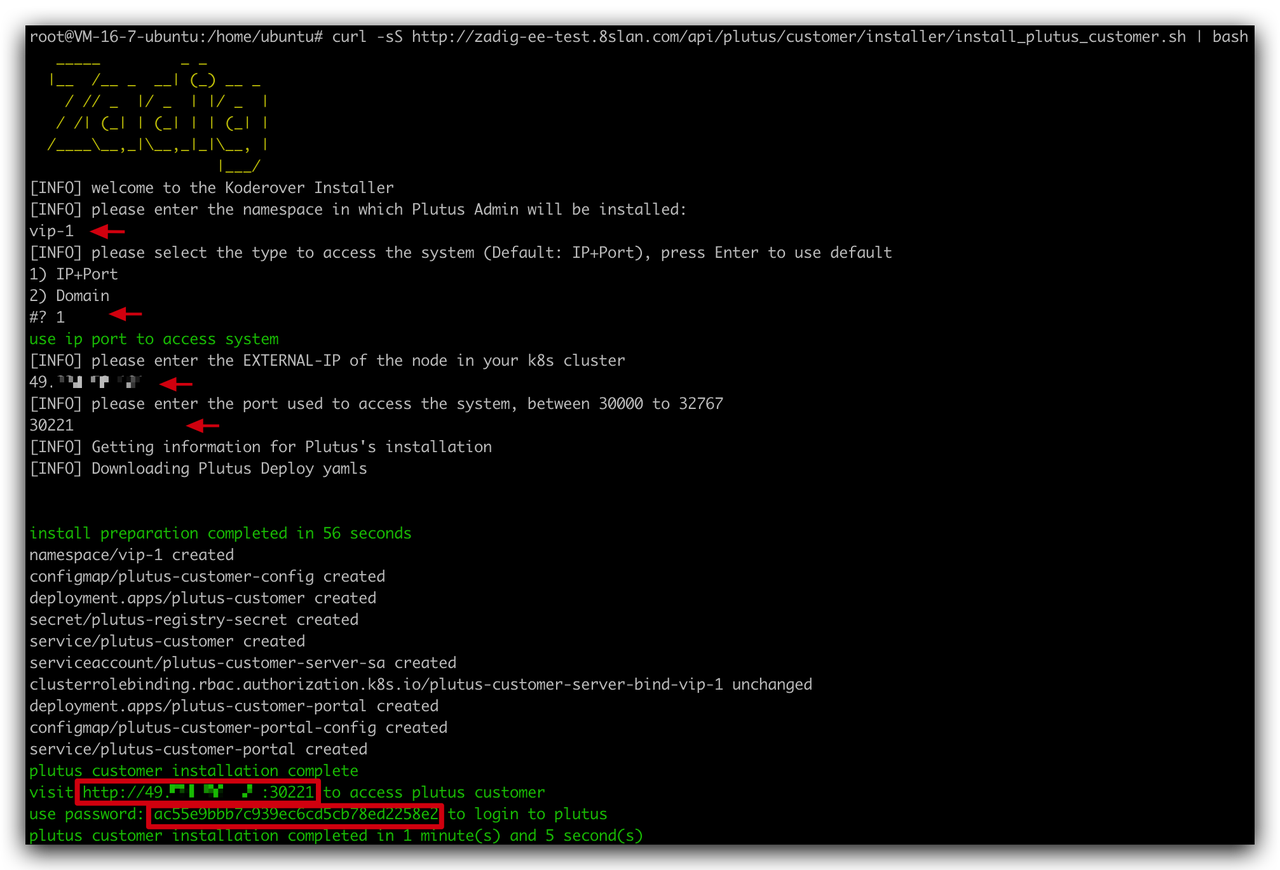 root@VM-16-7-ubuntu:/home/ubuntu# curl -sS http://zadig-ee-test.8slan.com/api/plutus/customer/installer/install_plutus_customer.sh | bash
Zadig
[INFO] welcome to the Koderover Installer
[INFO] please enter the namespace in which Plutus Admin will be installed:
vip-1
[INFO] please select the type to access the system (Default: IP+Port), press Enter to use default
1) IP+Port
2) Domain
#? 1
use ip port to access system
[INFO] please enter the EXTERNAL-IP of the node in your k8s cluster
49.
[INFO] please enter the port used to access the system, between 30000 to 32767
30221
[INFO] Getting information for Plutus's installation
[INFO] Downloading Plutus Deploy yamls
install preparation completed in 56 seconds
namespace/vip-1 created
configmap/plutus-customer-config created
deployment.apps/plutus-customer created
secret/plutus-registry-secret created
service/plutus-customer created
serviceaccount/plutus-customer-server-sa created
clusterrolebinding.rbac.authorization.k8s.io/plutus-customer-server-bind-vip-1 unchanged
deployment.apps/plutus-customer-portal created
configmap/plutus-customer-portal-config created
service/plutus-customer-portal created
plutus customer installation complete
visit http://49. :30221 to access plutus customer
use password: ac55e9bbb7c939ec6cd5cb78ed2258e2 to login to plutus
plutus customer installation completed in 1 minute(s) and 5 second(s)